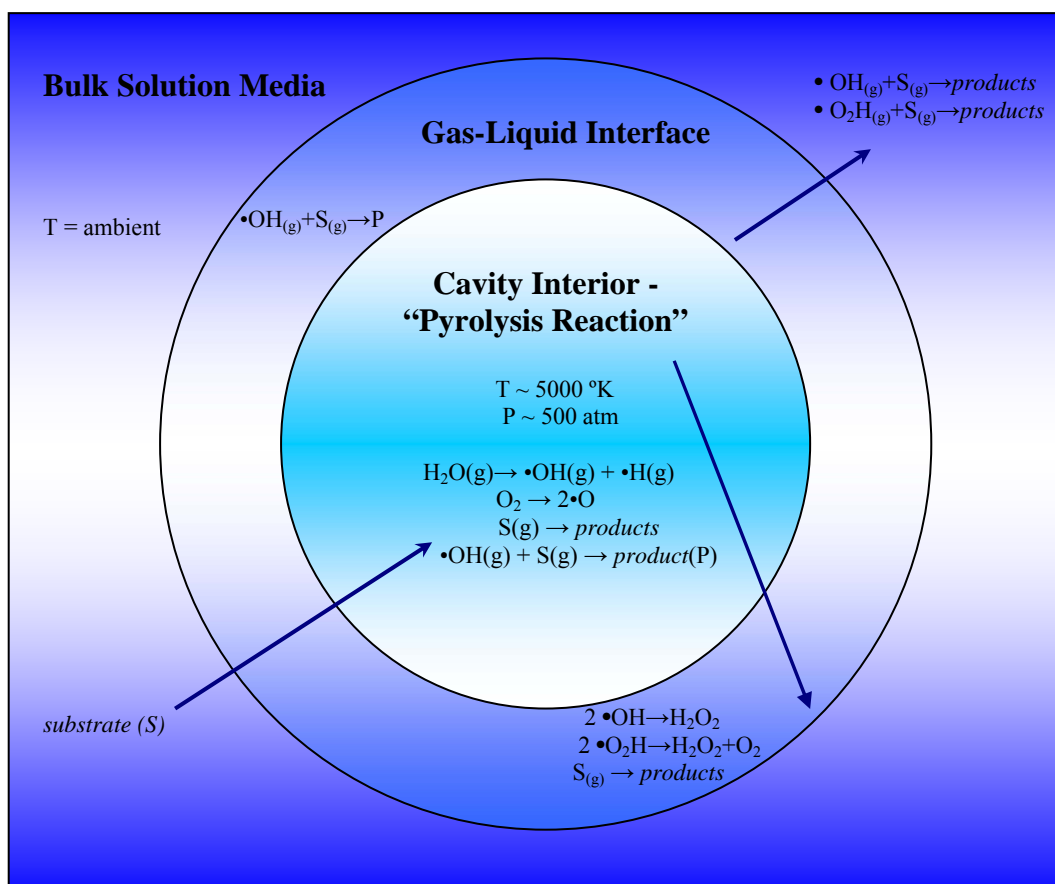 Bulk Solution Media
• OH(g)+S(g)→products
• O₂H(g)+S(g)→products
Gas-Liquid Interface
T = ambient
•OH(g)+S(g)→P
Cavity Interior -
“Pyrolysis Reaction”
T ~ 5000 ºK
P ~ 500 atm
H₂O(g)→ •OH(g) + •H(g)
O₂ → 2•O
S(g) → products
•OH(g) + S(g) → product(P)
substrate (S)
2 •OH→H₂O₂
2 •O₂H→H₂O₂+O₂
S(g) → products